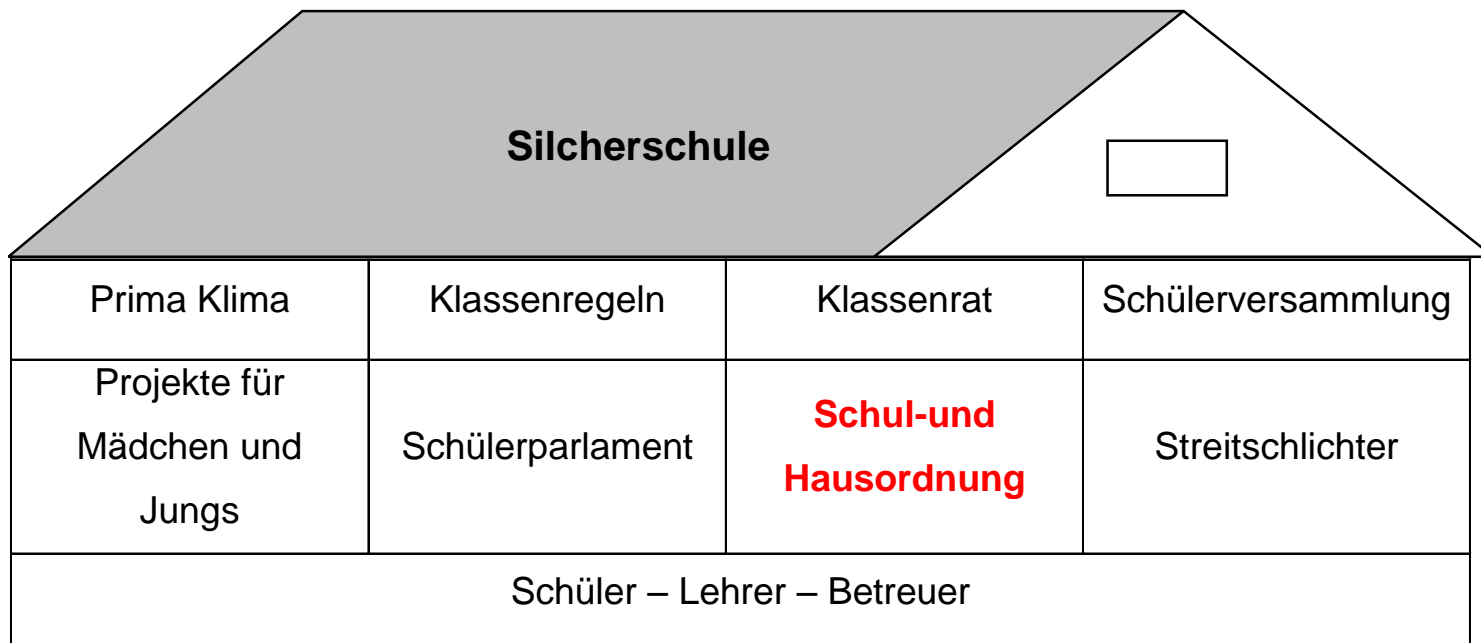 Silcherschule
Prima Klima
Klassenregeln
Klassenrat
Schülerversammlung
Projekte für
Mädchen und
Jungs
Schülerparlament
Schul-und
Hausordnung
Streitschlichter
Schüler – Lehrer – Betreuer